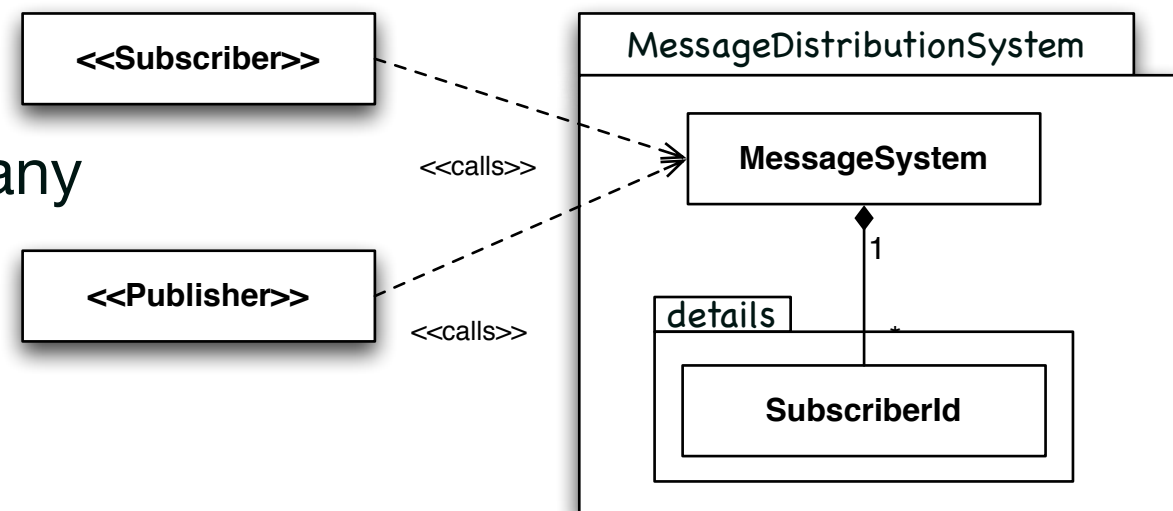 <<Subscriber>>
MessageDistributionSystem
MessageSystem
<<calls>>
any
1
<<Publisher>>
<<calls>>
details
*
SubscriberId